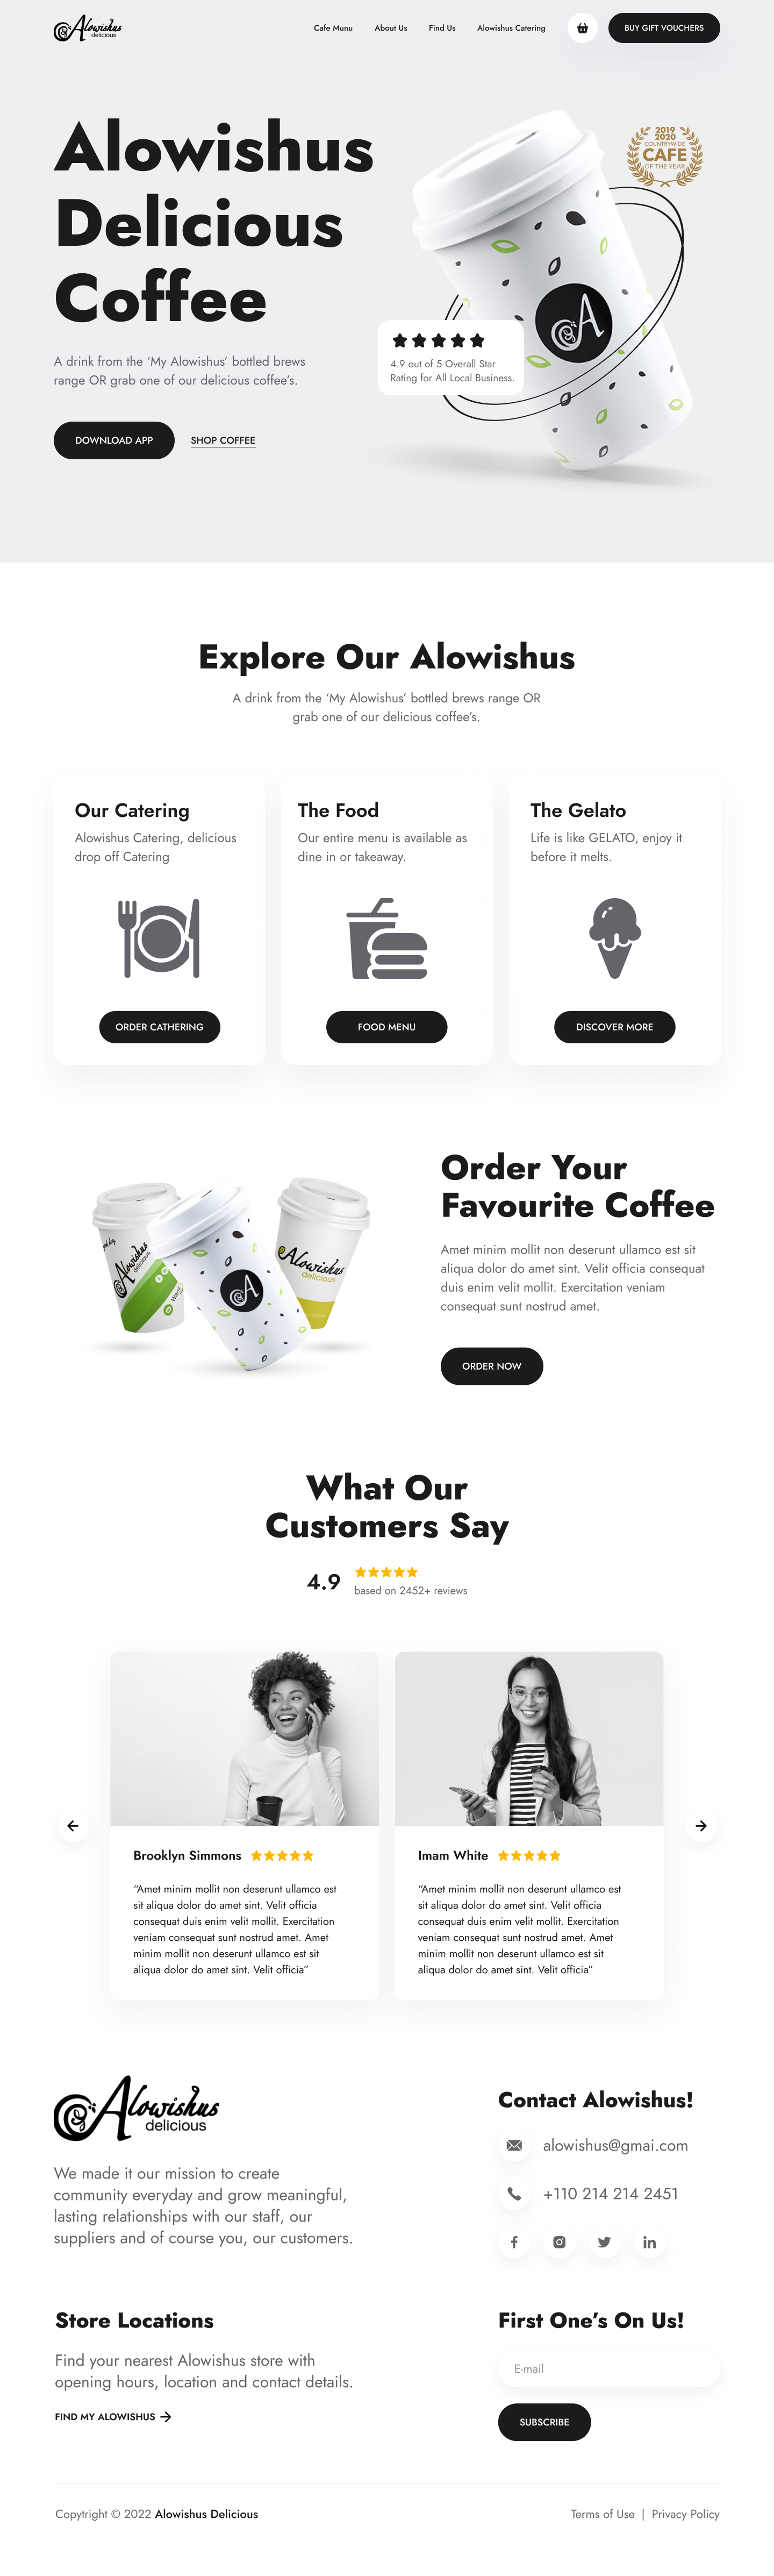 Alowishus
delicious
Cafe Munu
About Us
Find Us
Alowishus Catering
BUY GIFT VOUCHERS
Alowishus
Delicious
Coffee
2019
2020
COUNTRYWIDE
CAFE
OF THE YEAR
A
4.9 out of 5 Overall Star
Rating for All Local Business.
A drink from the ‘My Alowishus’ bottled brews
range OR grab one of our delicious coffee’s.
DOWNLOAD APP
SHOP COFFEE
Explore Our Alowishus
A drink from the ‘My Alowishus’ bottled brews range OR
grab one of our delicious coffee’s.
Our Catering
Alowishus Catering, delicious
drop off Catering
ORDER CATHERING
The Food
Our entire menu is available as
dine in or takeaway.
FOOD MENU
The Gelato
Life is like GELATO, enjoy it
before it melts.
DISCOVER MORE
Alowishus
delicious
A
Alowishus
delicious
Order Your
Favourite Coffee
Amet minim mollit non deserunt ullamco est sit
aliqua dolor do amet sint. Velit officia consequat
duis enim velit mollit. Exercitation veniam
consequat sunt nostrud amet.
ORDER NOW
What Our
Customers Say
4.9
based on 2452+ reviews
Brooklyn Simmons
“Amet minim mollit non deserunt ullamco est
sit aliqua dolor do amet sint. Velit officia
consequat duis enim velit mollit. Exercitation
veniam consequat sunt nostrud amet. Amet
minim mollit non deserunt ullamco est sit
aliqua dolor do amet sint. Velit officia”
Imam White
“Amet minim mollit non deserunt ullamco est
sit aliqua dolor do amet sint. Velit officia
consequat duis enim velit mollit. Exercitation
veniam consequat sunt nostrud amet. Amet
minim mollit non deserunt ullamco est sit
aliqua dolor do amet sint. Velit officia”
Alowishus
delicious
We made it our mission to create
community everyday and grow meaningful,
lasting relationships with our staff, our
suppliers and of course you, our customers.
Contact Alowishus!
alowishus@gmai.com
+110 214 214 2451
Store Locations
Find your nearest Alowishus store with
opening hours, location and contact details.
FIND MY ALOWISHUS
First One’s On Us!
E-mail
SUBSCRIBE
Copytright © 2022 Alowishus Delicious
Terms of Use | Privacy Policy